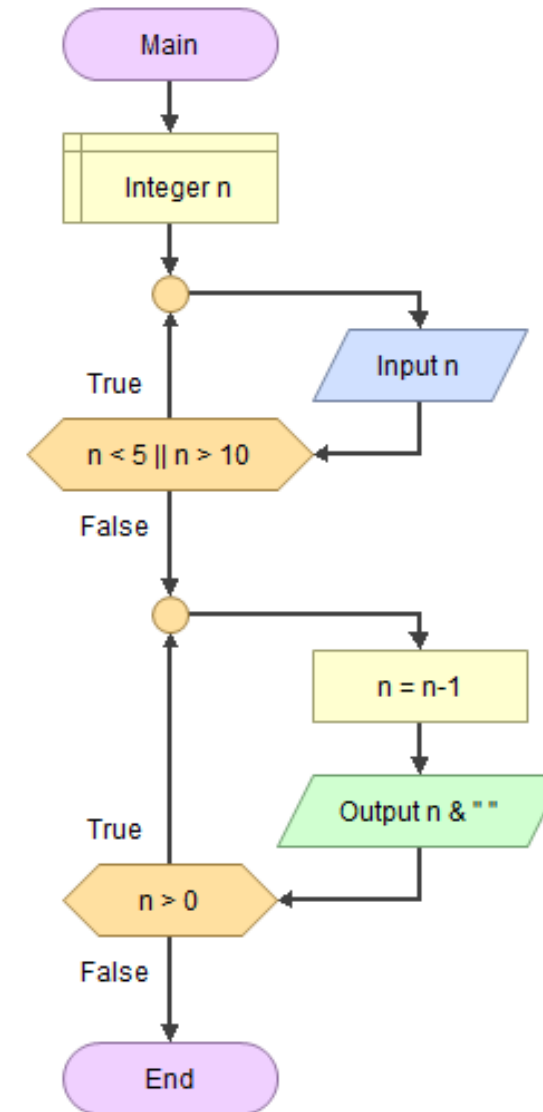 Main
Integer n
Input n
True
n < 5 || n > 10
False
n = n-1
Output n & " "
True
n > 0
False
End